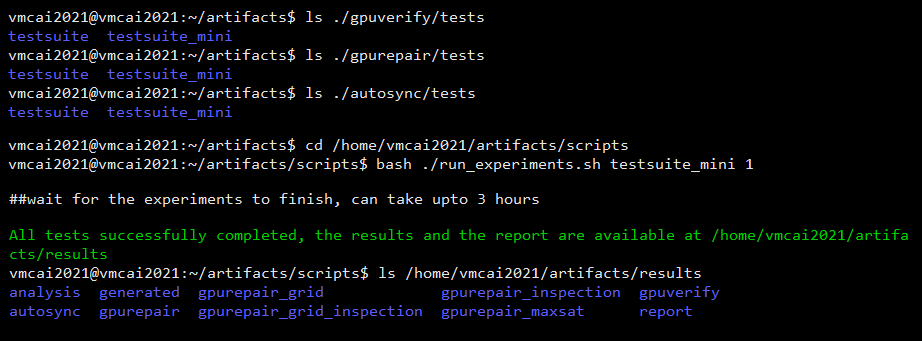 vmcai2021@vmcai2021:~/artifacts$ ls ./gpuverify/tests
testsuite  testsuite_mini
vmcai2021@vmcai2021:~/artifacts$ ls ./gpurepair/tests
testsuite  testsuite_mini
vmcai2021@vmcai2021:~/artifacts$ ls ./autosync/tests
testsuite  testsuite_mini
vmcai2021@vmcai2021:~/artifacts$ cd /home/vmcai2021/artifacts/scripts
vmcai2021@vmcai2021:~/artifacts/scripts$ bash ./run_experiments.sh testsuite_mini 1
##wait for the experiments to finish, can take upto 3 hours
All tests successfully completed, the results and the report are available at /home/vmcai2021/artifa
cts/results
vmcai2021@vmcai2021:~/artifacts/scripts$ ls /home/vmcai2021/artifacts/results
analysis  generated  gpurepair_grid             gpurepair_inspection  gpuverify
autosync  gpurepair  gpurepair_grid_inspection  gpurepair_maxsat      report